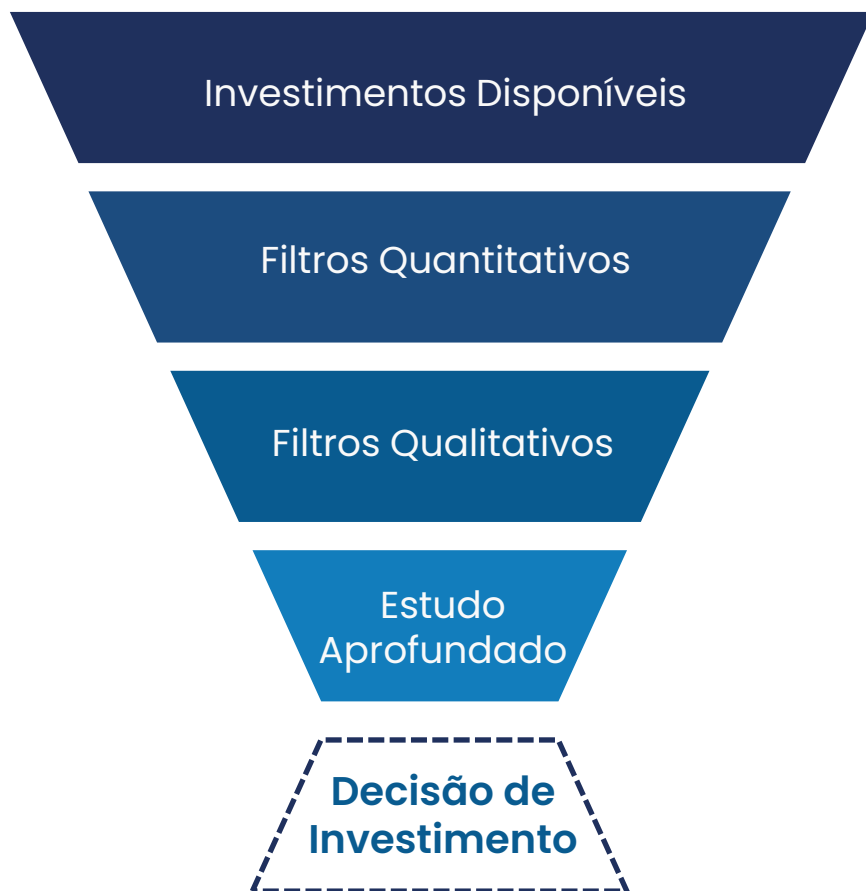 Investimentos Disponíveis
Filtros Quantitativos
Filtros Qualitativos
Estudo
Aprofundado
Decisão de
Investimento